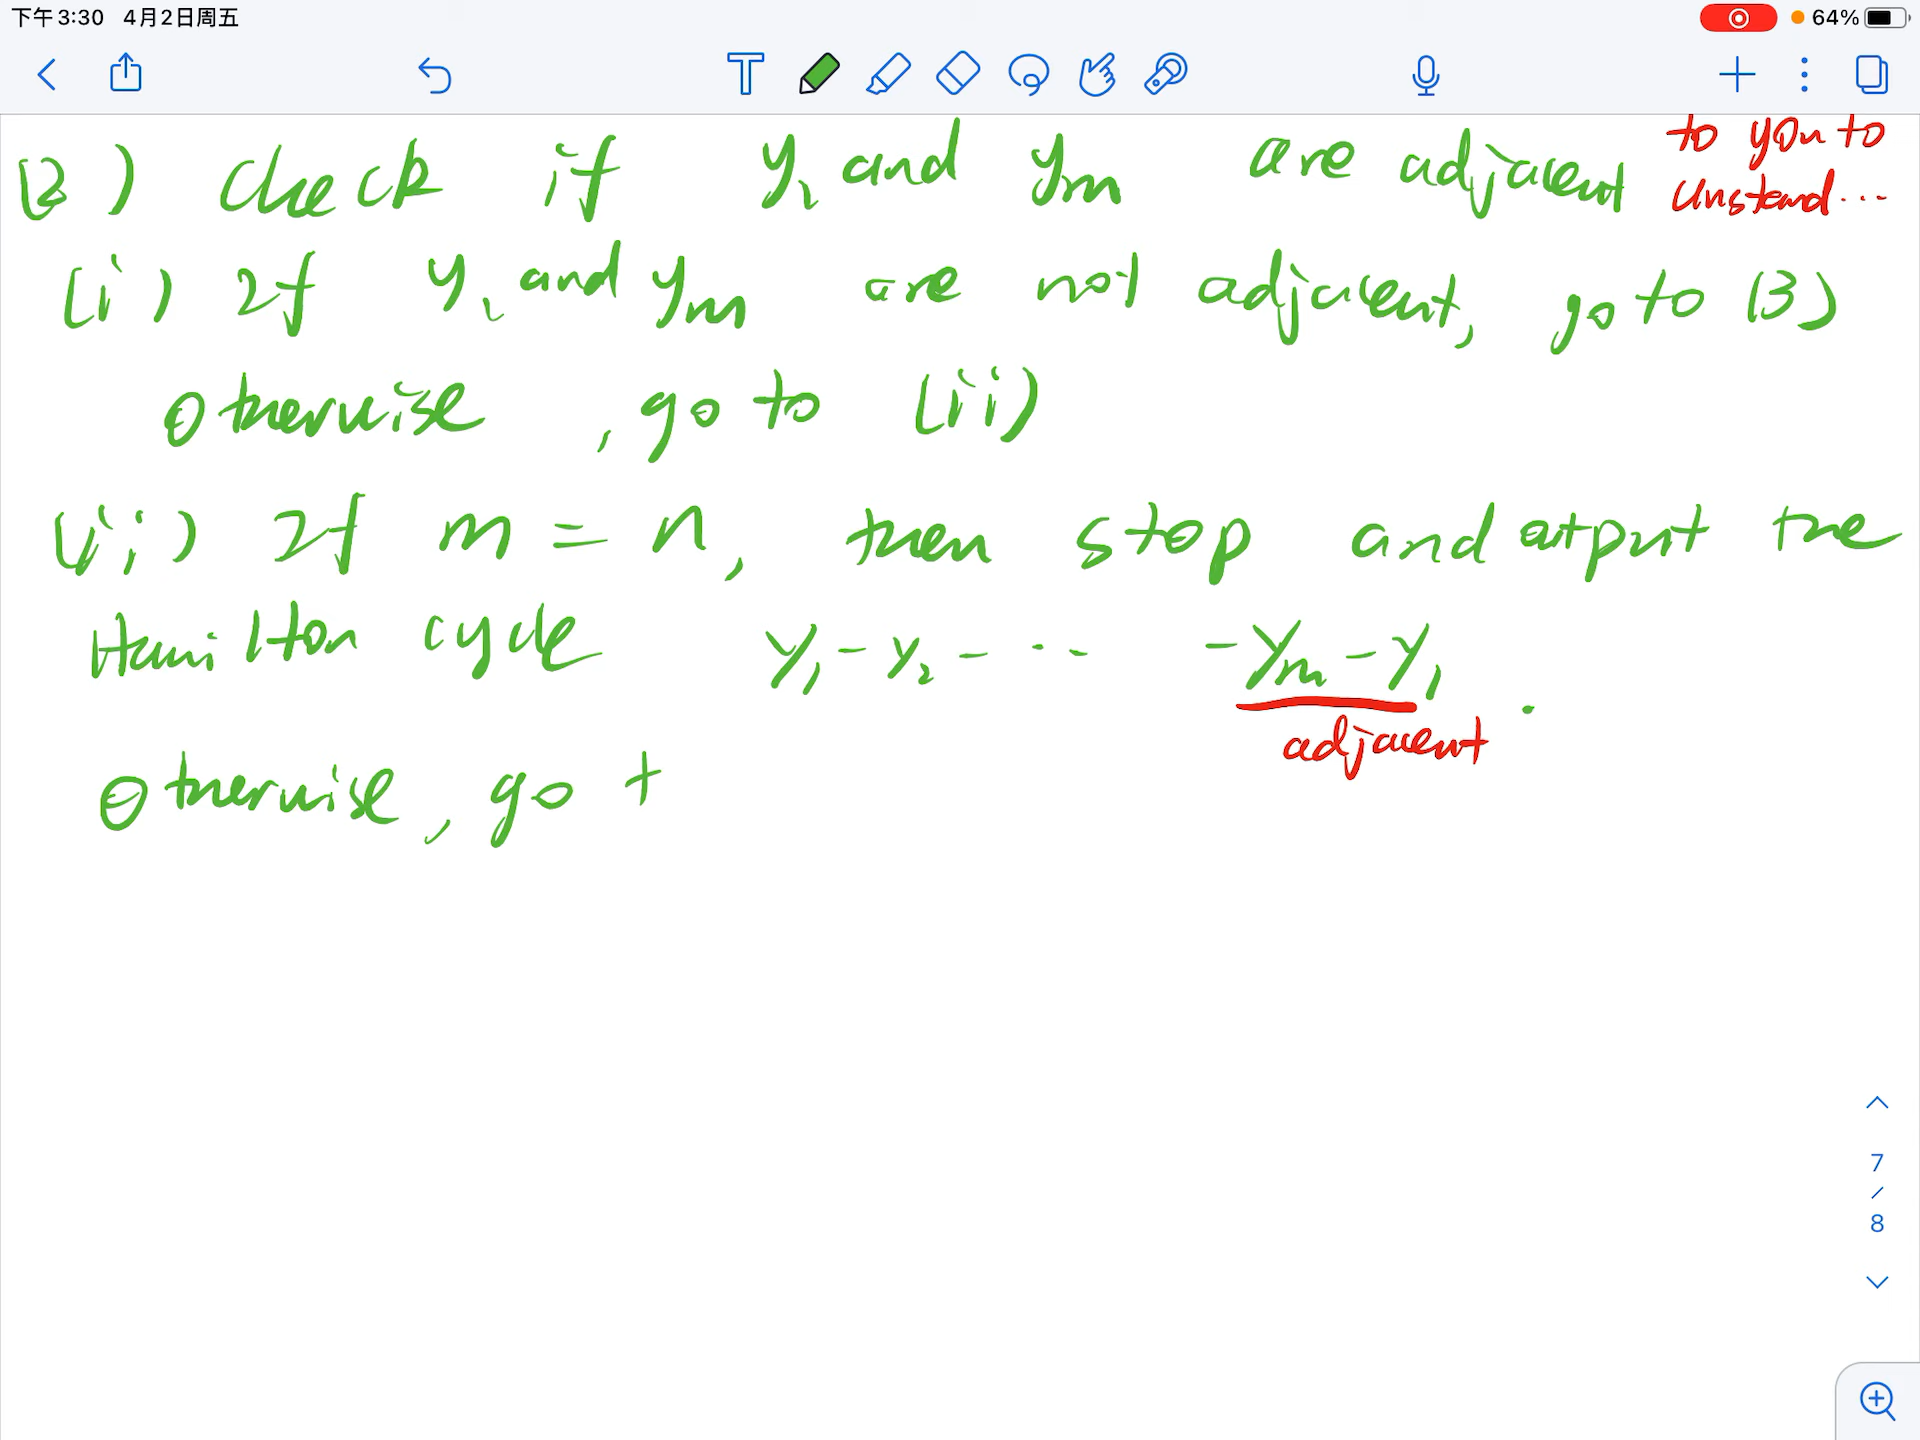 下午3:30 4月2日周五
64%
T
to you to
(2) check if y₁ and yₘ are adjacent
unstand...
(i) If y₁ and yₘ are not adjacent, go to (3)
otherwise, go to (ii)
(ii) If m = n, then stop and output the
Hamilton cycle y₁ - y₂ - ... - yₘ - y₁.
adjacent
otherwise, go t
7
/
8